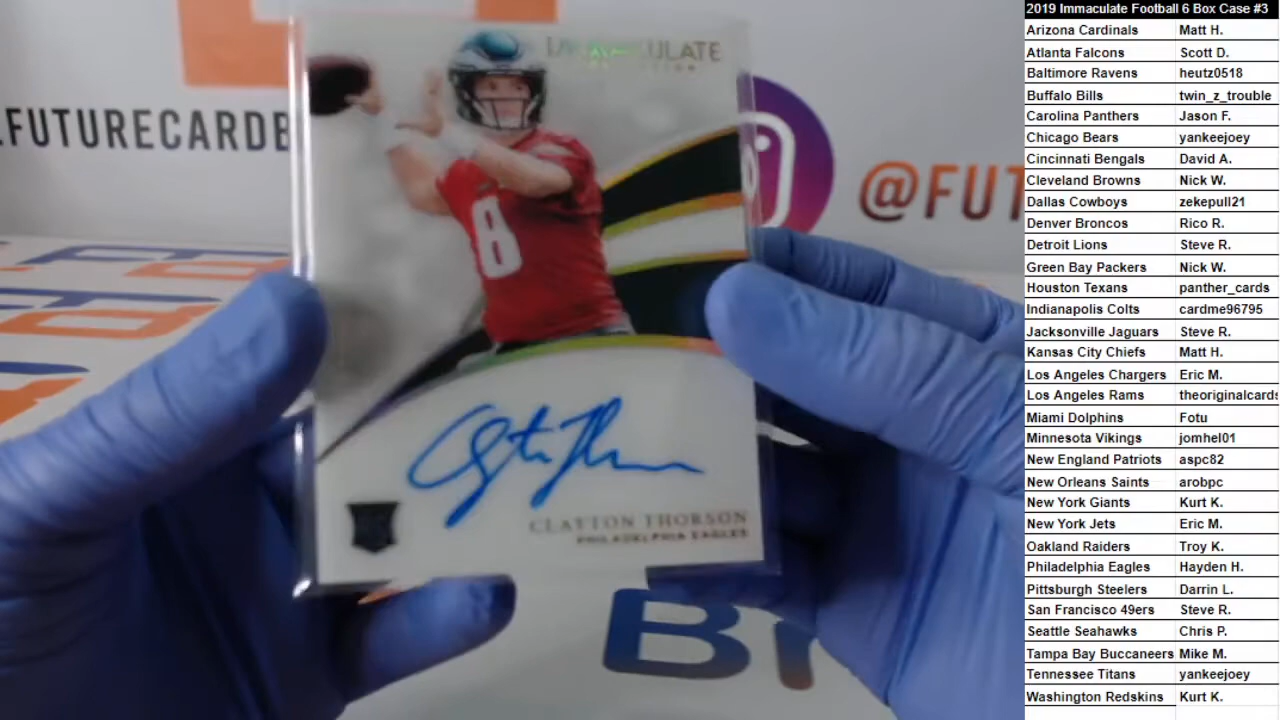 IMMACULATE
.FUTURECARDB
@FUT
8
CLAYTON THORSON
PHILADELPHIA EAGLES
BR
2019 Immaculate Football 6 Box Case #3
Arizona Cardinals Matt H.
Atlanta Falcons Scott D.
Baltimore Ravens heutz0518
Buffalo Bills twin_z_trouble
Carolina Panthers Jason F.
Chicago Bears yankeejoey
Cincinnati Bengals David A.
Cleveland Browns Nick W.
Dallas Cowboys zekepull21
Denver Broncos Rico R.
Detroit Lions Steve R.
Green Bay Packers Nick W.
Houston Texans panther_cards
Indianapolis Colts cardme96795
Jacksonville Jaguars Steve R.
Kansas City Chiefs Matt H.
Los Angeles Chargers Eric M.
Los Angeles Rams theoriginalcards
Miami Dolphins Fotu
Minnesota Vikings jomhel01
New England Patriots aspc82
New Orleans Saints arobpc
New York Giants Kurt K.
New York Jets Eric M.
Oakland Raiders Troy K.
Philadelphia Eagles Hayden H.
Pittsburgh Steelers Darrin L.
San Francisco 49ers Steve R.
Seattle Seahawks Chris P.
Tampa Bay Buccaneers Mike M.
Tennessee Titans yankeejoey
Washington Redskins Kurt K.